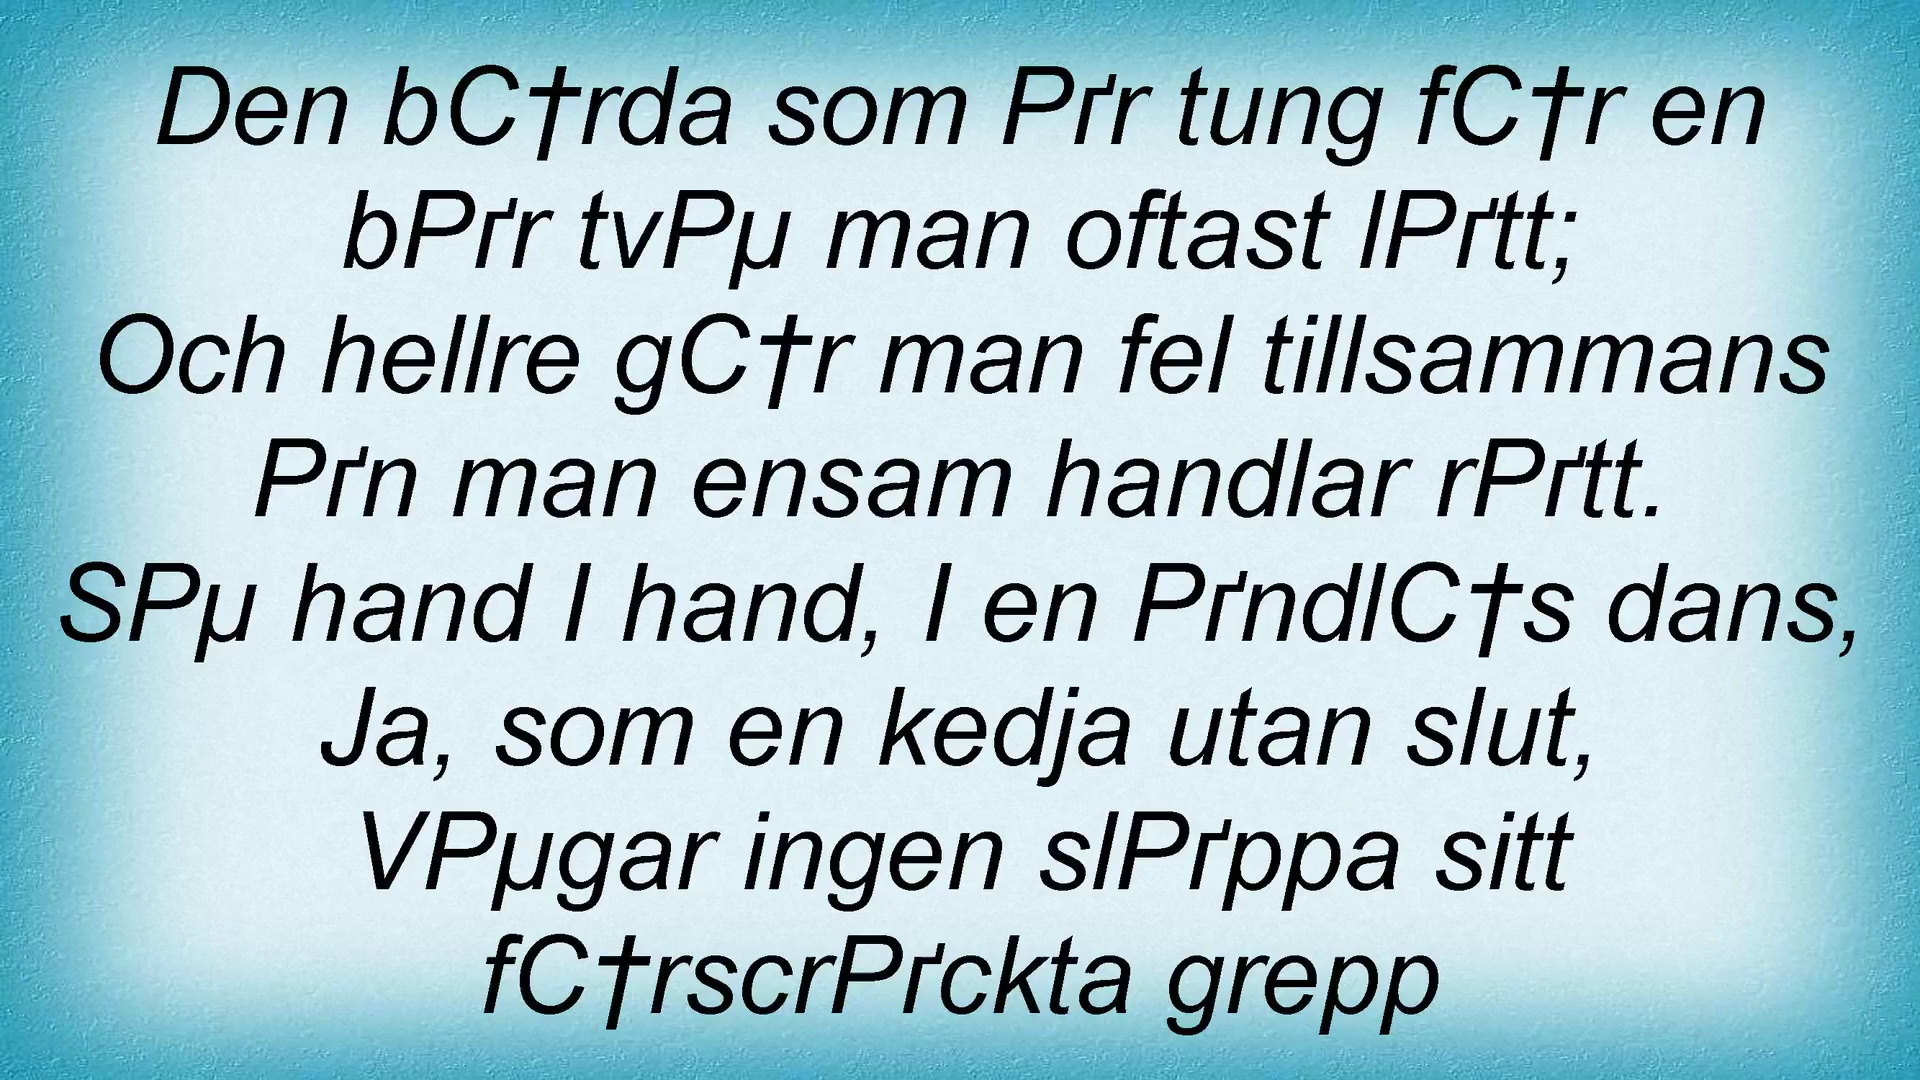 Den bC†rda som Pґr tung fC†r en
bPґr tvPµ man oftast lPґtt;
Och hellre gC†r man fel tillsammans
Pґn man ensam handlar rPґtt.
SPµ hand I hand, I en PґndlC†s dans,
Ja, som en kedja utan slut,
VPµgar ingen slPґppa sitt
fC†rscrPґckta grepp